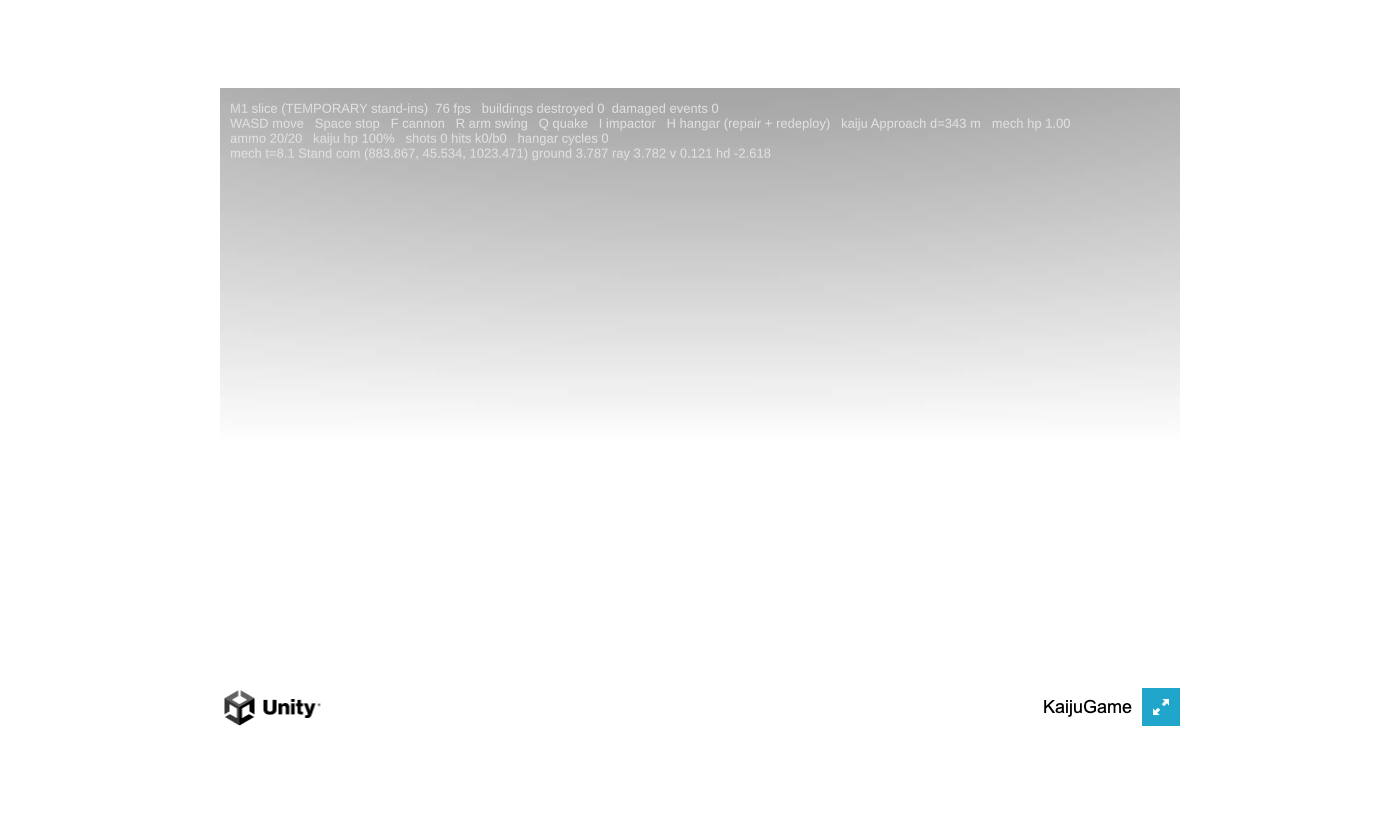 M1 slice (TEMPORARY stand-ins)  76 fps   buildings destroyed 0  damaged events 0
WASD move   Space stop   F cannon   R arm swing   Q quake   I impactor   H hangar (repair + redeploy)   kaiju Approach d=343 m   mech hp 1.00
ammo 20/20   kaiju hp 100%   shots 0 hits k0/b0   hangar cycles 0
mech t=8.1 Stand com (883.867, 45.534, 1023.471) ground 3.787 ray 3.782 v 0.121 hd -2.618
Unity
KaijuGame